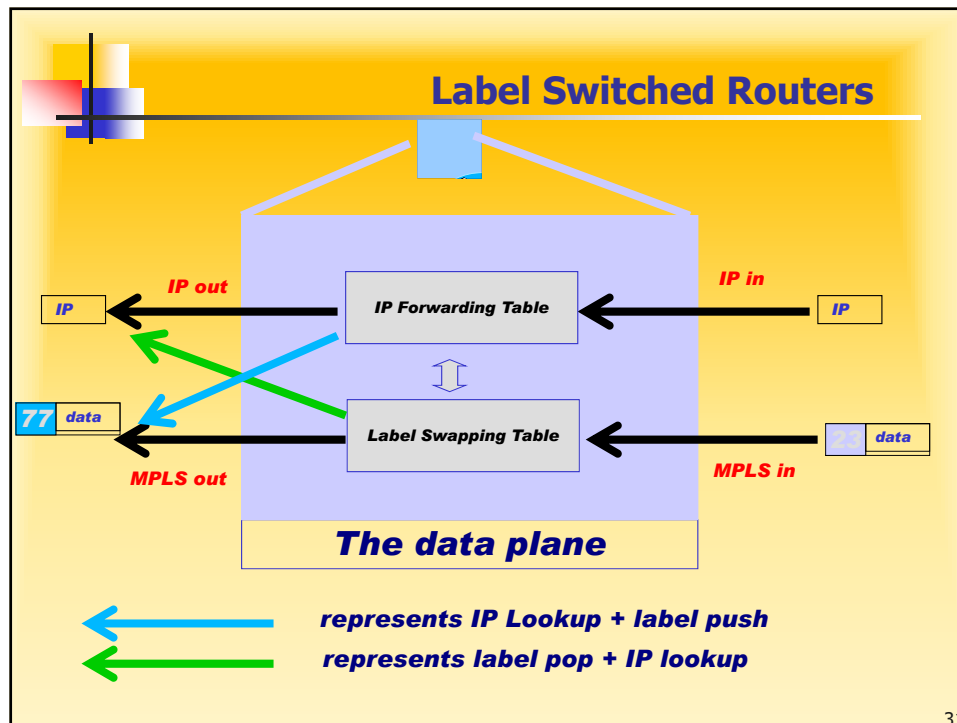 Label Switched Routers
IP out
IP in
IP
IP Forwarding Table
IP
77 data
Label Swapping Table
23 data
MPLS out
MPLS in
The data plane
represents IP Lookup + label push
represents label pop + IP lookup